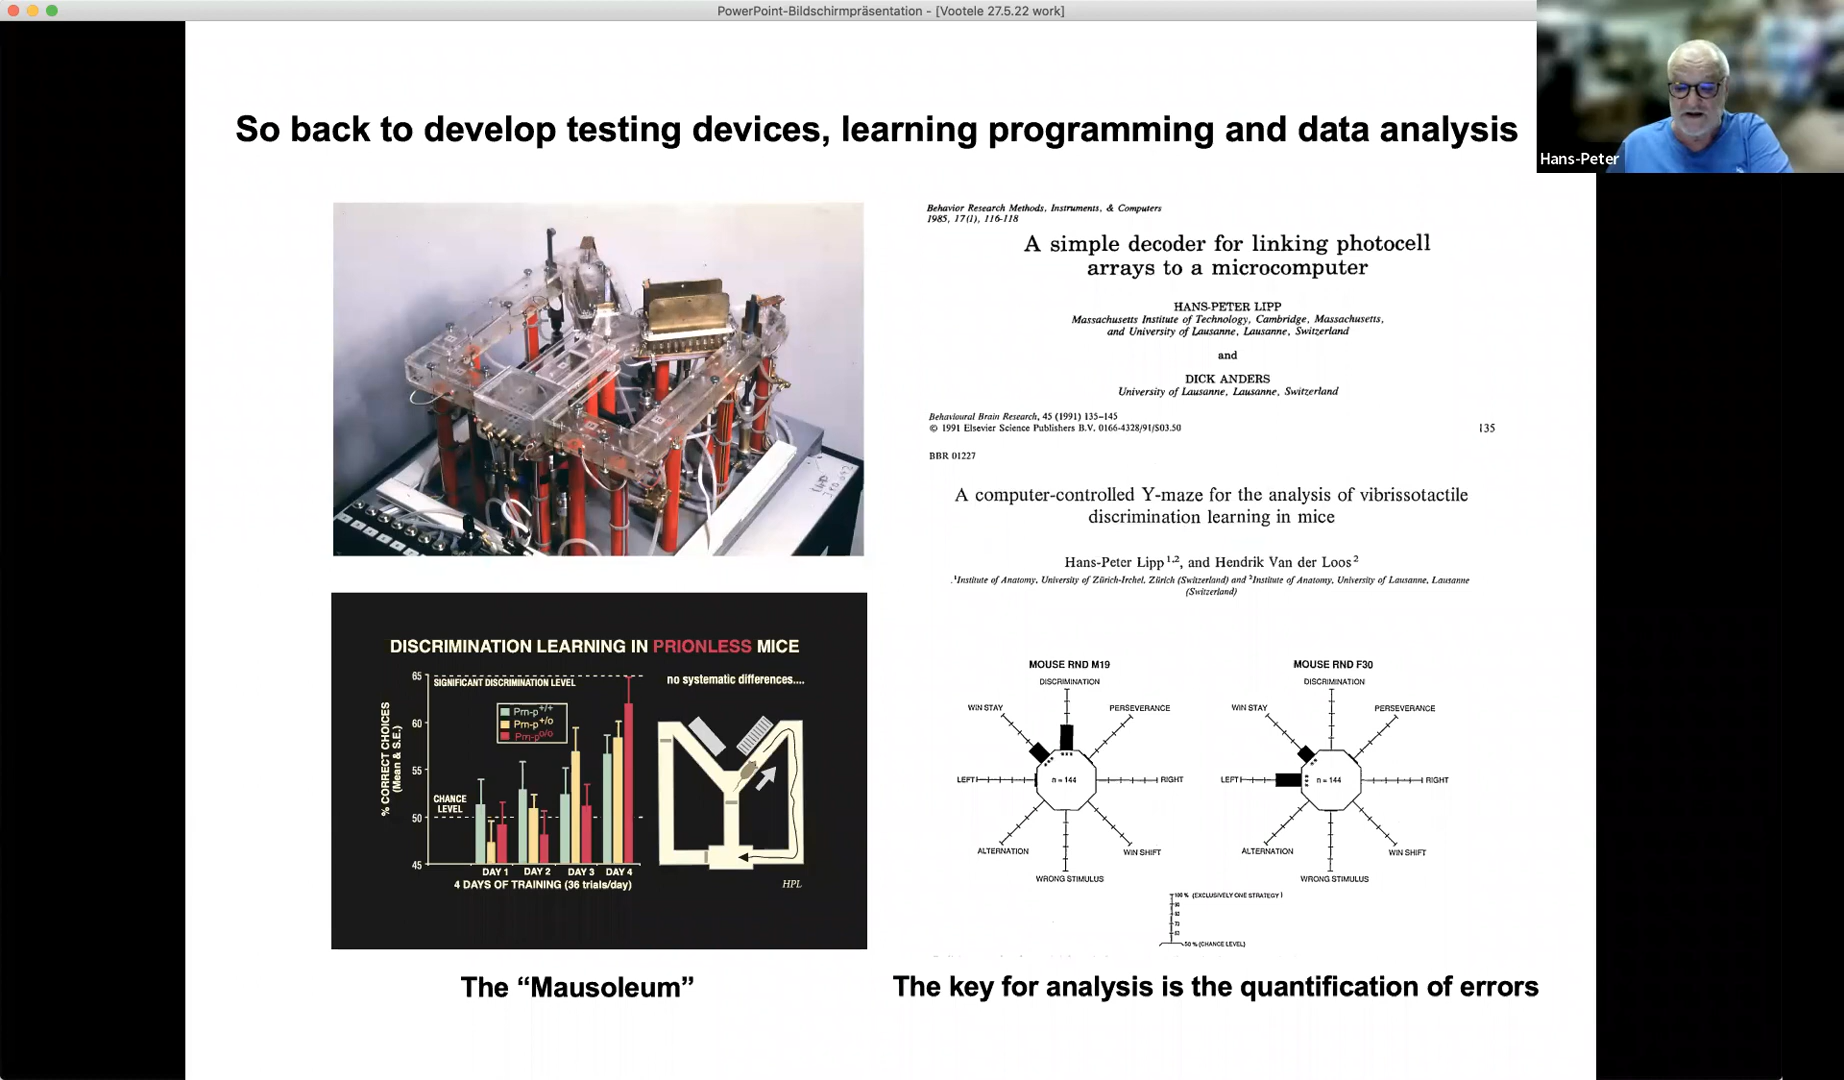 PowerPoint-Bildschirmpräsentation - [Vootele 27.5.22 work]
So back to develop testing devices, learning programming and data analysis
Hans-Peter
Behavior Research Methods, Instruments, & Computers
1985, 17(1), 116-118
A simple decoder for linking photocell
arrays to a microcomputer
HANS-PETER LIPP
Massachusetts Institute of Technology, Cambridge, Massachusetts,
and University of Lausanne, Lausanne, Switzerland
and
DICK ANDERS
University of Lausanne, Lausanne, Switzerland
Behavioural Brain Research, 45 (1991) 135–145
© 1991 Elsevier Science Publishers B.V. 0166-4328/91/$03.50
135
BBR 01227
A computer-controlled Y-maze for the analysis of vibrissotactile
discrimination learning in mice
Hans-Peter Lipp 1,2, and Hendrik Van der Loos 2
1Institute of Anatomy, University of Zürich-Irchel, Zürich (Switzerland) and 2Institute of Anatomy, University of Lausanne, Lausanne
(Switzerland)
DISCRIMINATION LEARNING IN PRIONLESS MICE
65
SIGNIFICANT DISCRIMINATION LEVEL
no systematic differences....
Prn-p+/+
Prn-p+/o
Prn-po/o
60
55
50
45
% CORRECT CHOICES
(Mean & S.E.)
CHANCE
LEVEL
DAY 1 DAY 2 DAY 3 DAY 4
4 DAYS OF TRAINING (36 trials/day)
HPL
MOUSE RND M19
DISCRIMINATION
WIN STAY
PERSEVERANCE
LEFT
n = 144
RIGHT
ALTERNATION
WIN SHIFT
WRONG STIMULUS
MOUSE RND F30
DISCRIMINATION
WIN STAY
PERSEVERANCE
LEFT
n = 144
RIGHT
ALTERNATION
WIN SHIFT
WRONG STIMULUS
100 % (EXCLUSIVELY ONE STRATEGY)
50 % (CHANCE LEVEL)
The “Mausoleum”
The key for analysis is the quantification of errors